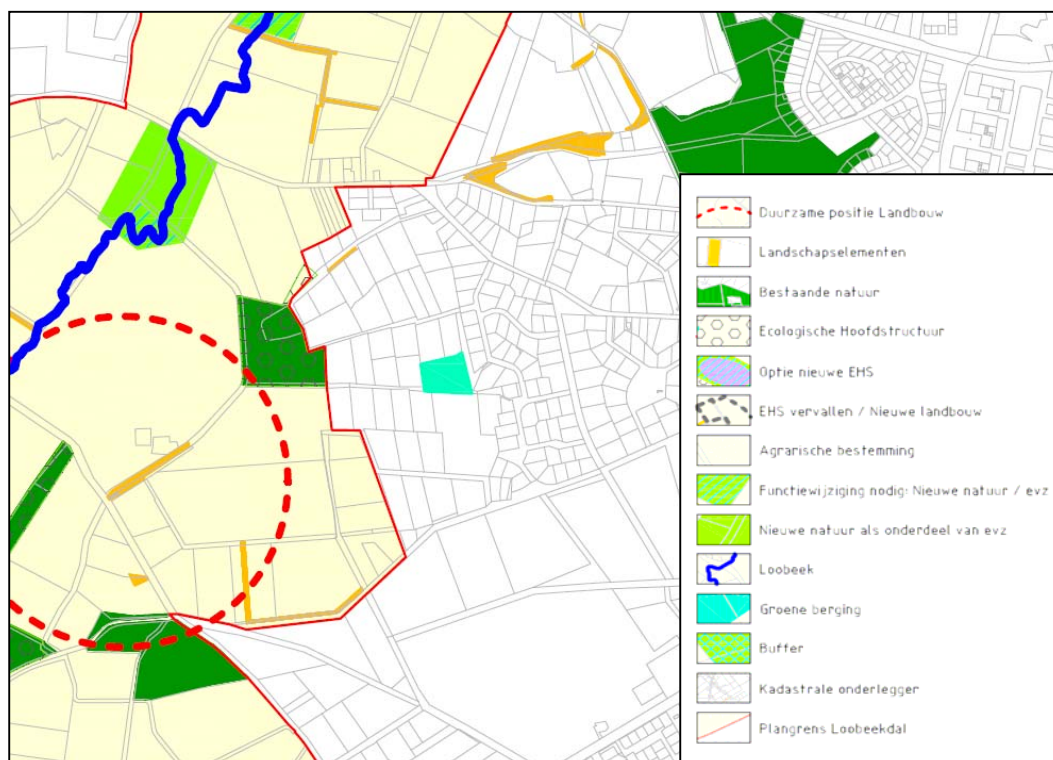 Duurzame positie Landbouw
Landschapselementen
Bestaande natuur
Ecologische Hoofdstructuur
Optie nieuwe EHS
EHS vervallen / Nieuwe landbouw
Agrarische bestemming
Functiewijziging nodig: Nieuwe natuur / evz
Nieuwe natuur als onderdeel van evz
Loobeek
Groene berging
Buffer
Kadastrale onderlegger
Plangrens Loobeekdal